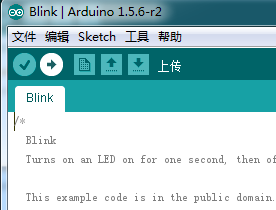 Blink | Arduino 1.5.6-r2
文件 编辑 Sketch 工具 帮助
上传
Blink
/*
Blink
Turns on an LED on for one second, then of
This example code is in the public domain.